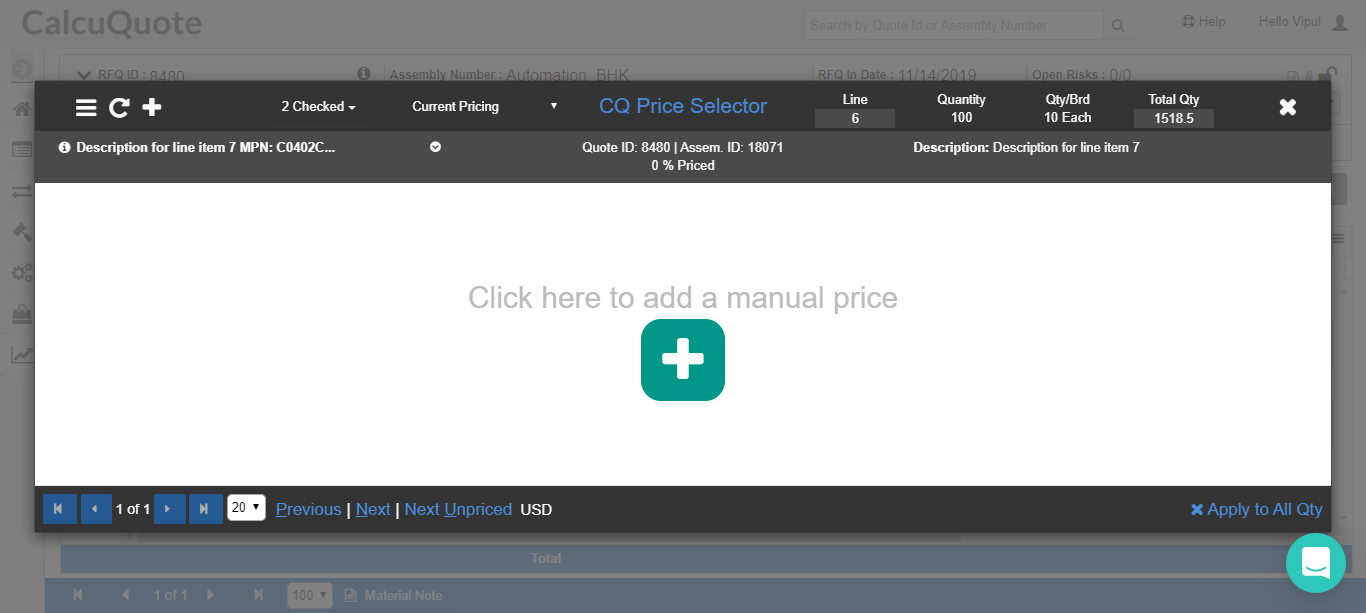 CalcuQuote
Search by Quote Id or Assembly Number
Help
Hello Vipul
RFQ ID : 8480
Assembly Number : Automation_BHK
RFQ In Date : 11/14/2019
Open Risks : 0/0
2 Checked
Current Pricing
CQ Price Selector
Line
6
Quantity
100
Qty/Brd
10 Each
Total Qty
1518.5
Description for line item 7 MPN: C0402C...
Quote ID: 8480 | Assem. ID: 18071
0 % Priced
Description: Description for line item 7
Click here to add a manual price
1 of 1
20
Previous | Next | Next Unpriced USD
Apply to All Qty
Total
1 of 1
100
Material Note